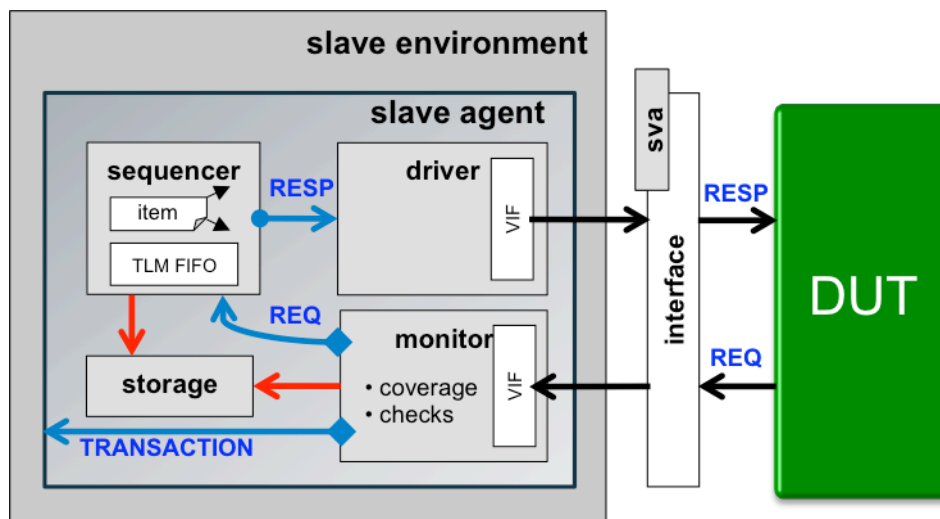 slave environment
slave agent
sequencer
item
TLM FIFO
RESP
driver
VIF
sva
interface
RESP
DUT
REQ
REQ
monitor
• coverage
• checks
VIF
storage
TRANSACTION